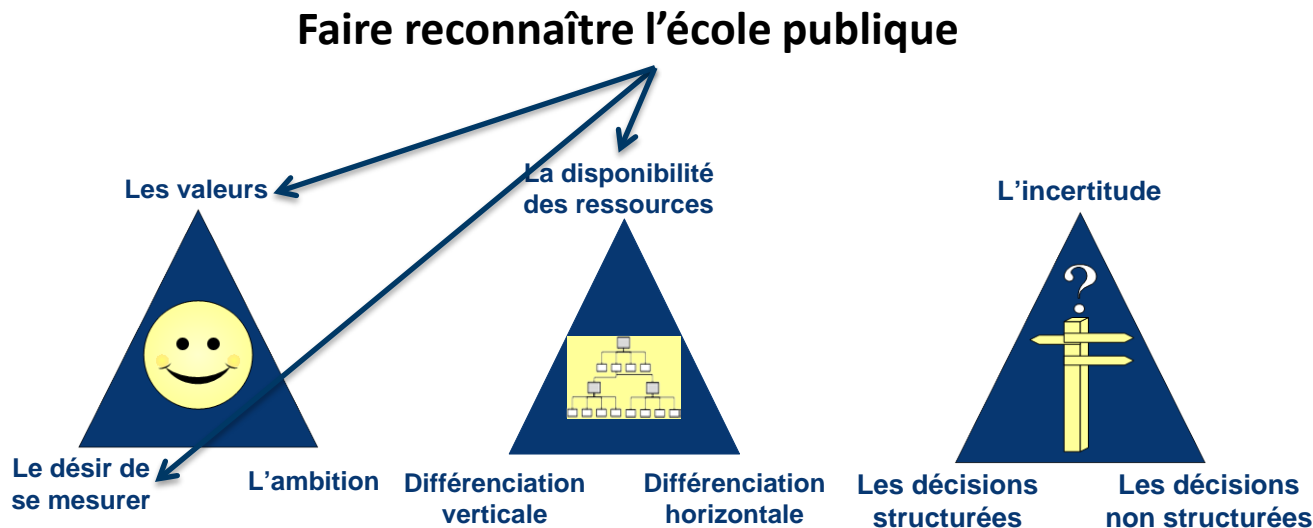 Faire reconnaître l’école publique
Les valeurs
La disponibilité
des ressources
L’incertitude
?
Le désir de
se mesurer
L’ambition
Différenciation
verticale
Différenciation
horizontale
Les décisions
structurées
Les décisions
non structurées